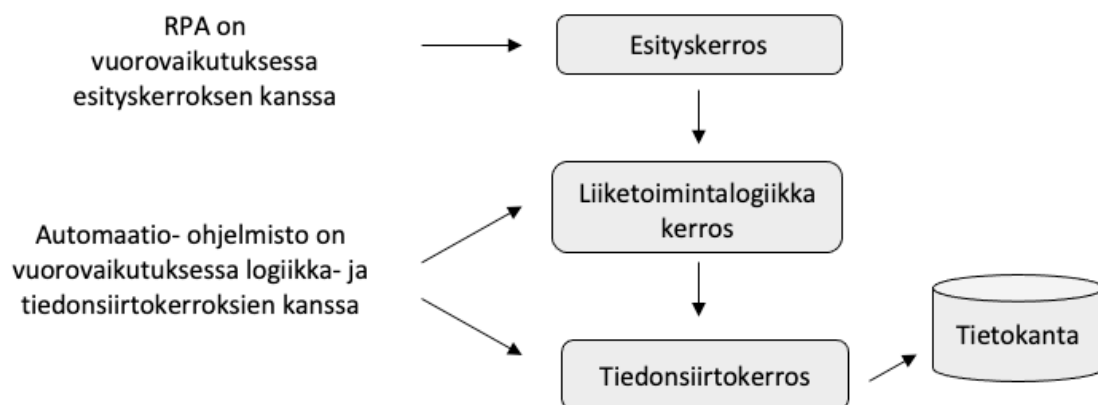 RPA on
vuorovaikutuksessa
esityskerroksen kanssa
Esityskerros
Liiketoimintalogiikka
kerros
Automaatio- ohjelmisto on
vuorovaikutuksessa logiikka- ja
tiedonsiirtokerroksien kanssa
Tiedonsiirtokerros
Tietokanta